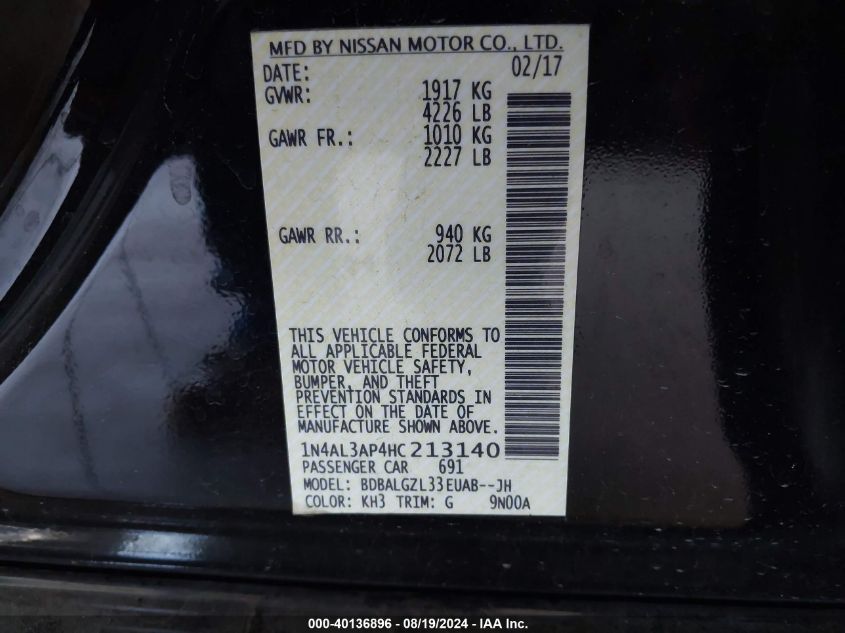 MFD BY NISSAN MOTOR CO., LTD.
DATE: 02/17
GVWR: 1917 KG
4226 LB
GAWR FR.: 1010 KG
2227 LB
GAWR RR.: 940 KG
2072 LB
THIS VEHICLE CONFORMS TO
ALL APPLICABLE FEDERAL
MOTOR VEHICLE SAFETY,
BUMPER, AND THEFT
PREVENTION STANDARDS IN
EFFECT ON THE DATE OF
MANUFACTURE SHOWN ABOVE.
1N4AL3AP4HC213140
PASSENGER CAR 691
MODEL: BDBALGZL33EUAB--JH
COLOR: KH3 TRIM: G 9N00A
000-40136896 - 08/19/2024 - IAA Inc.